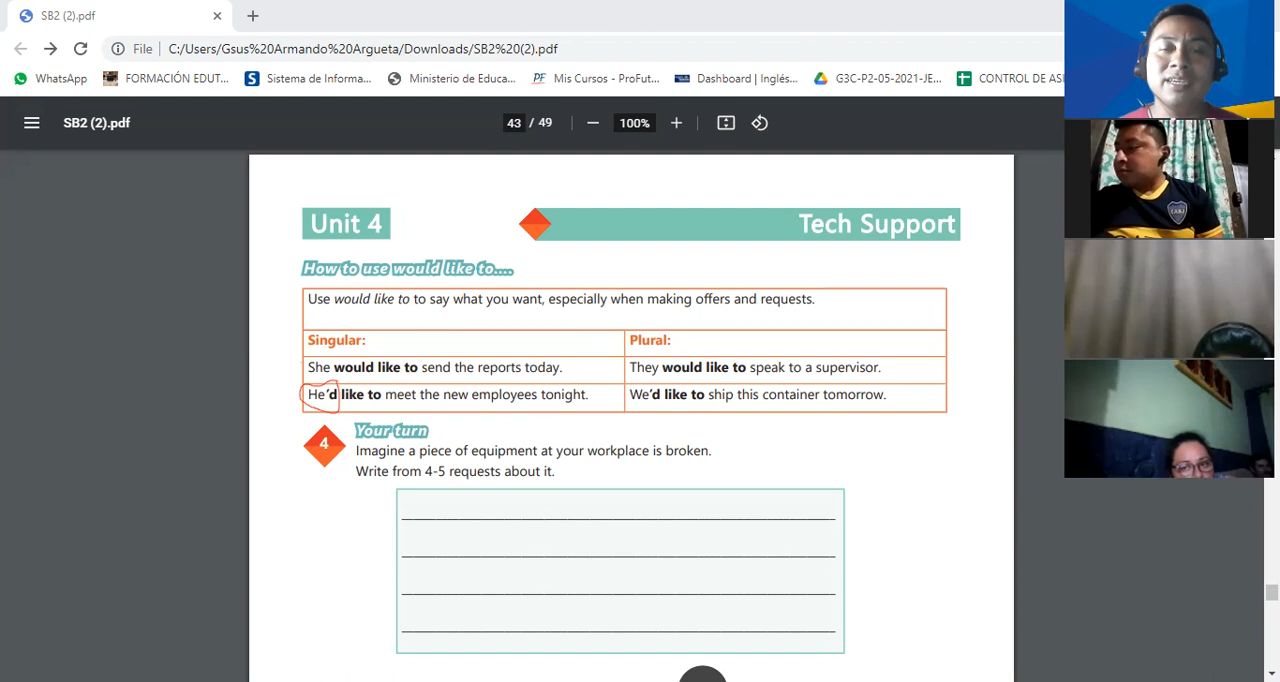 SB2 (2).pdf
File C:/Users/Gsus%20Armando%20Argueta/Downloads/SB2%20(2).pdf
WhatsApp FORMACIÓN EDUT... Sistema de Informa... Ministerio de Educa... Mis Cursos - ProFut... Dashboard | Inglés,... G3C-P2-05-2021-JE... CONTROL DE ASI
SB2 (2).pdf 43 / 49 100%
Unit 4 Tech Support
How to use would like to....
Use would like to to say what you want, especially when making offers and requests.
Singular: Plural:
She would like to send the reports today. They would like to speak to a supervisor.
He'd like to meet the new employees tonight. We'd like to ship this container tomorrow.
4 Your turn
Imagine a piece of equipment at your workplace is broken.
Write from 4-5 requests about it.